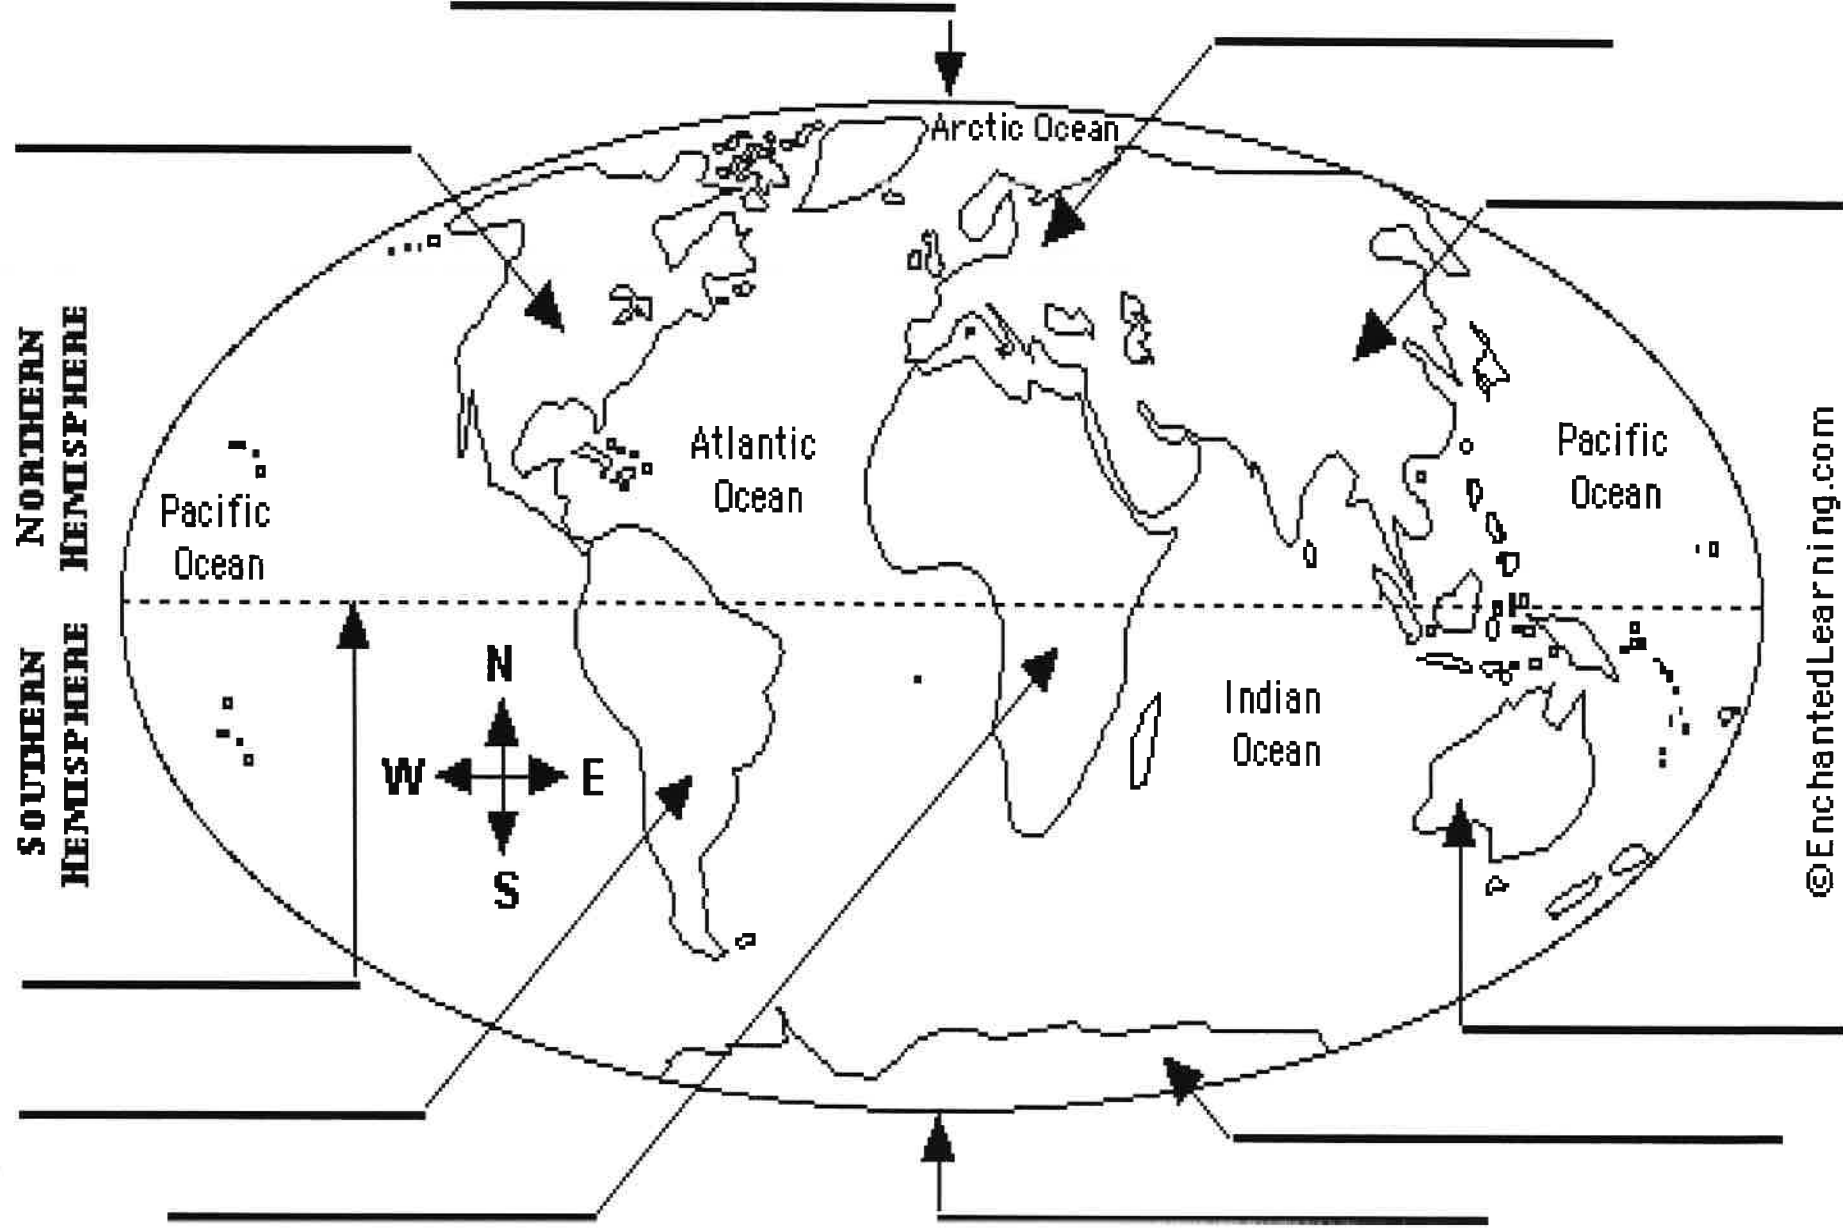 Arctic Ocean
NORTHERN
HEMISPHERE
Atlantic
Ocean
Pacific
Ocean
Pacific
Ocean
SOUTHERN
HEMISPHERE
N
W
E
S
Indian
Ocean
©EnchantedLearning.com